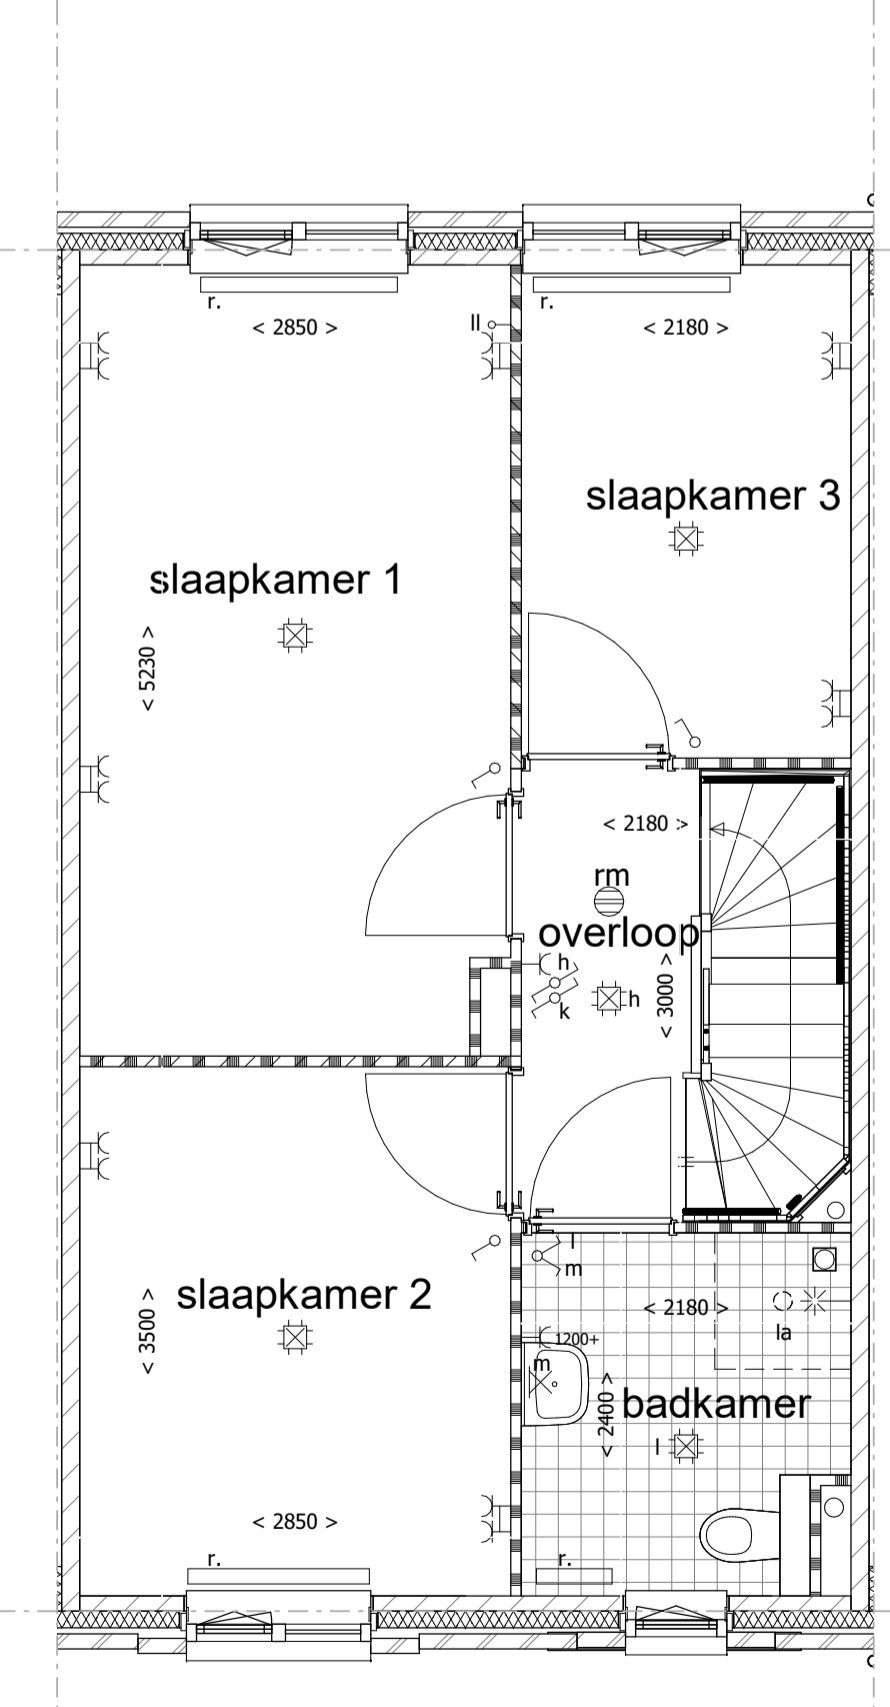 r.
r.
< 2850 >
ll
< 2180 >
slaapkamer 3
slaapkamer 1
< 5230 >
< 2180 >
rm
overloop
h
k
h
< 3000 >
l
m
slaapkamer 2
< 3500 >
< 2180 >
la
1200+
m
< 2400 >
badkamer
l
< 2850 >
r.
r.